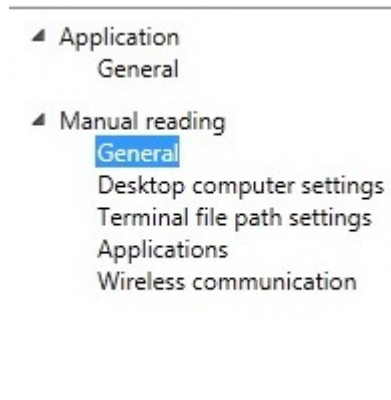 Application
General
Manual reading
General
Desktop computer settings
Terminal file path settings
Applications
Wireless communication